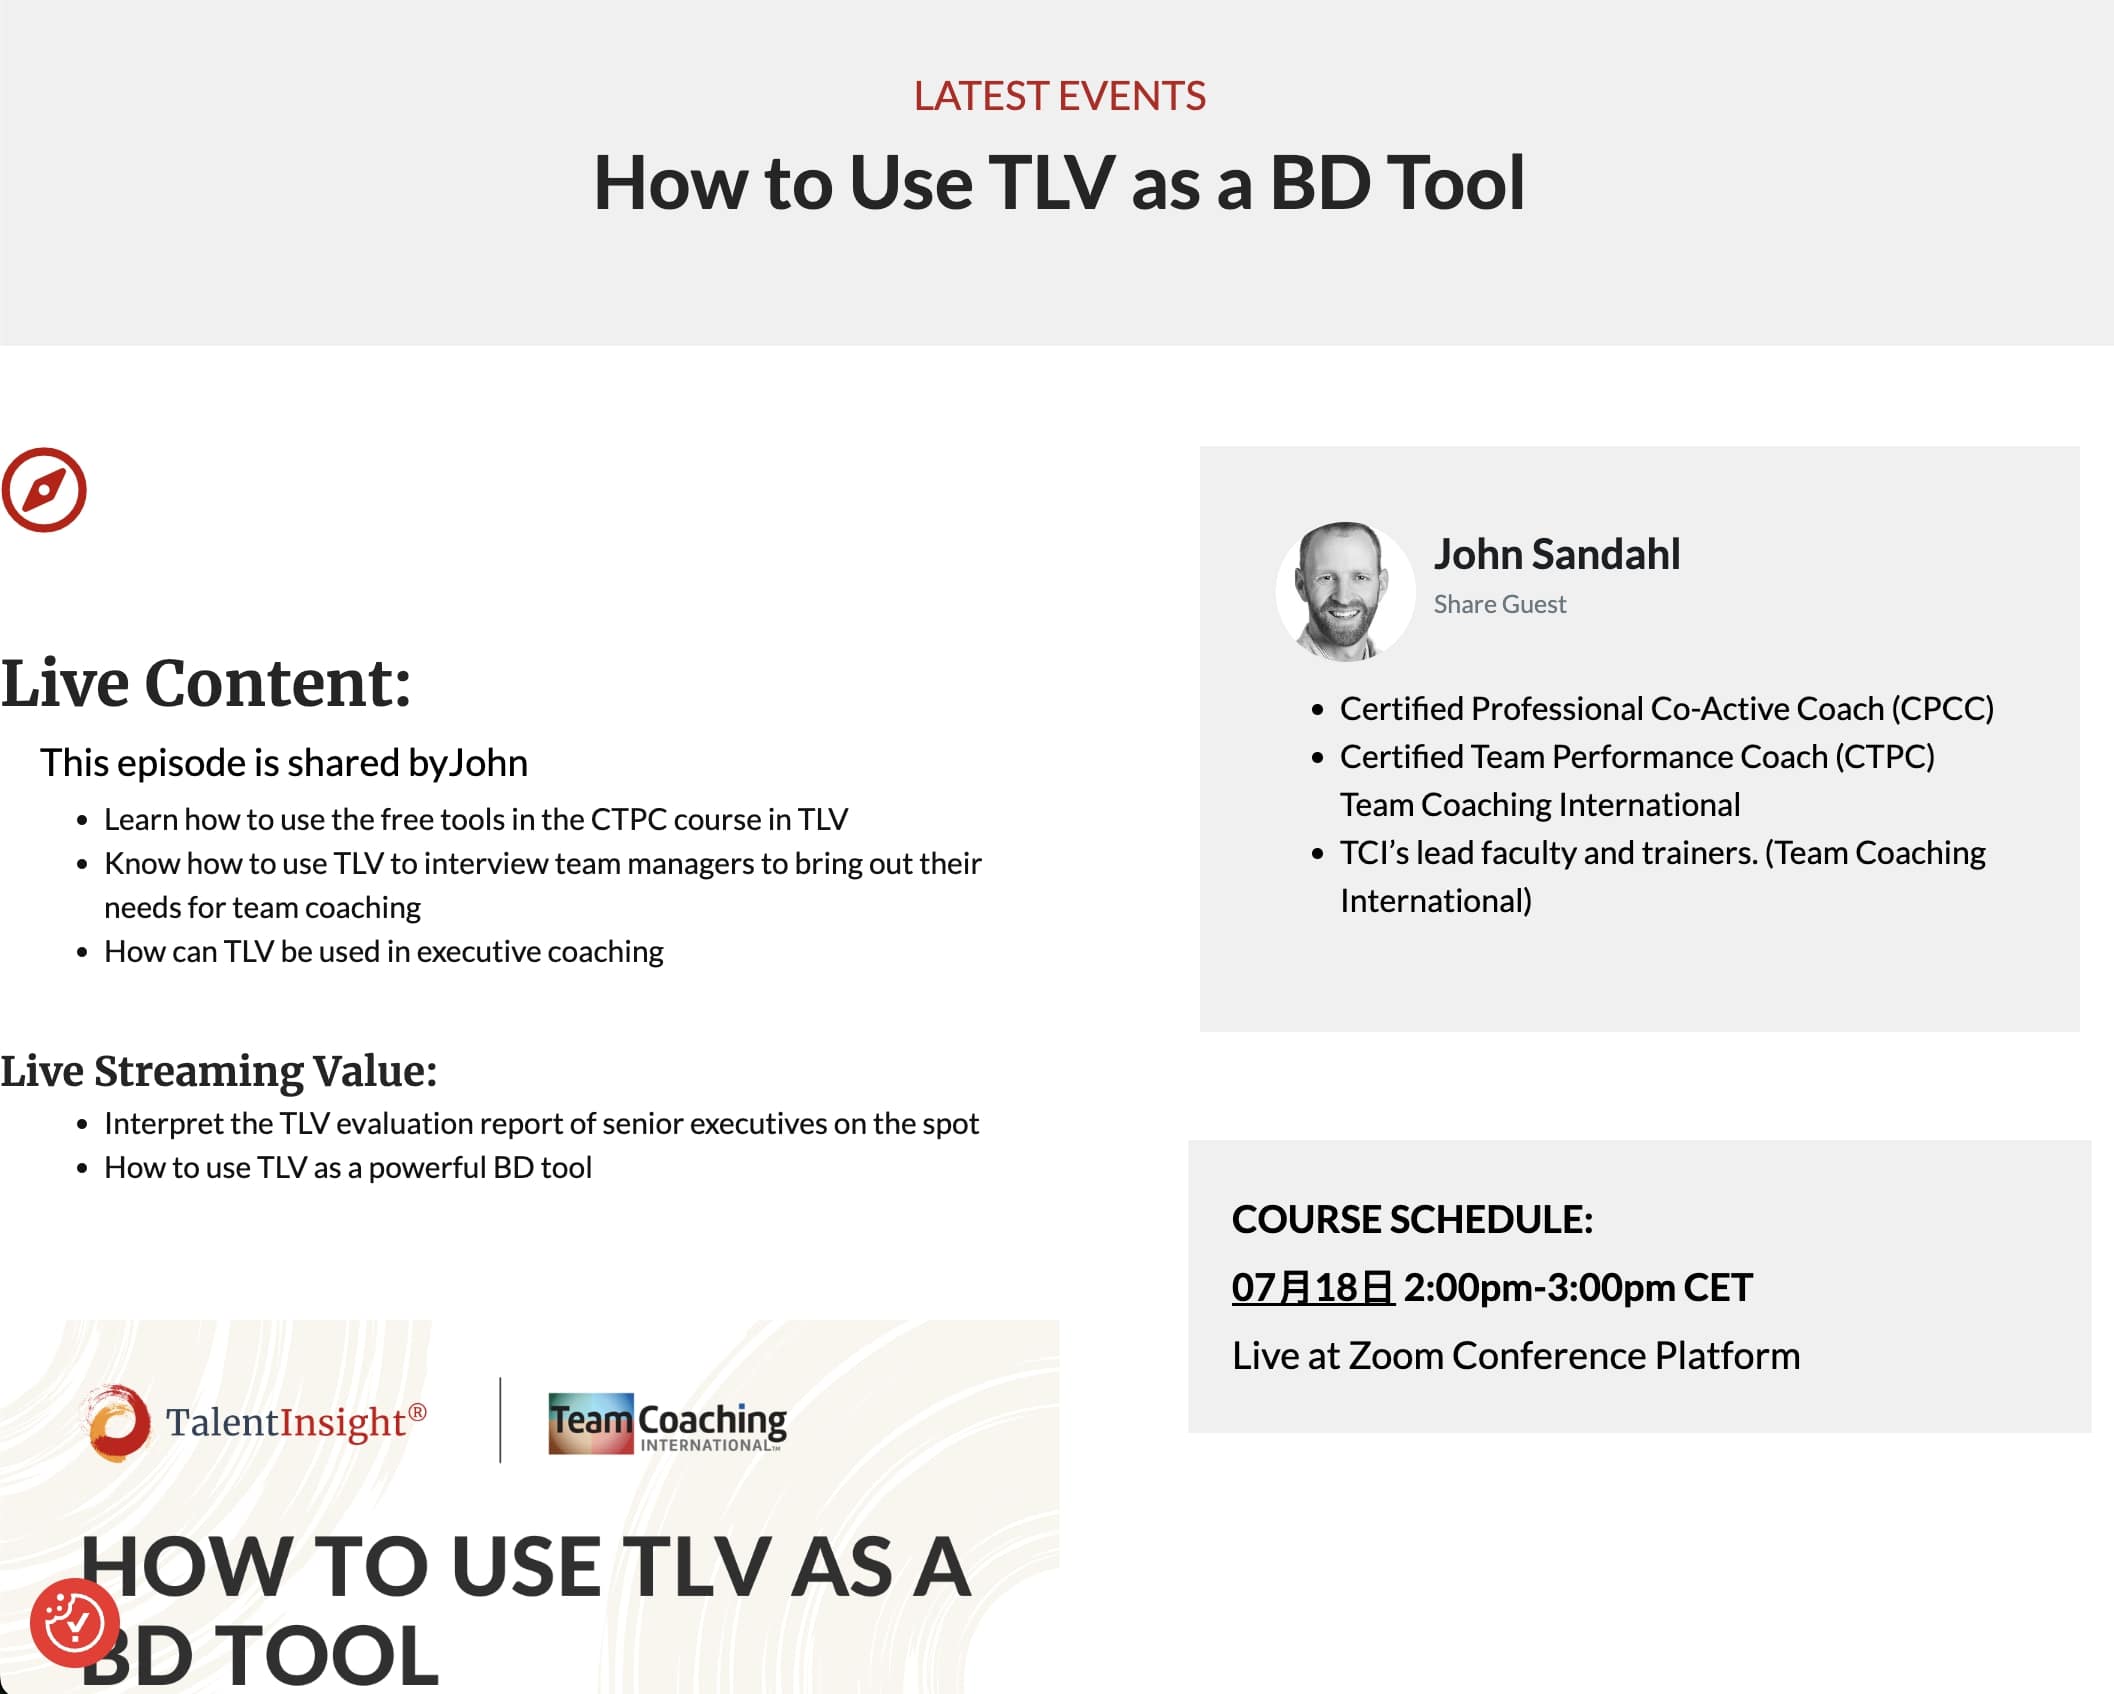 LATEST EVENTS
How to Use TLV as a BD Tool
Live Content:
This episode is shared byJohn
Learn how to use the free tools in the CTPC course in TLV
Know how to use TLV to interview team managers to bring out their
needs for team coaching
How can TLV be used in executive coaching
Live Streaming Value:
Interpret the TLV evaluation report of senior executives on the spot
How to use TLV as a powerful BD tool
TalentInsight®
TeamCoaching
INTERNATIONAL™
HOW TO USE TLV AS A
BD TOOL
John Sandahl
Share Guest
Certified Professional Co-Active Coach (CPCC)
Certified Team Performance Coach (CTPC)
Team Coaching International
TCI’s lead faculty and trainers. (Team Coaching
International)
COURSE SCHEDULE:
07月18日 2:00pm-3:00pm CET
Live at Zoom Conference Platform